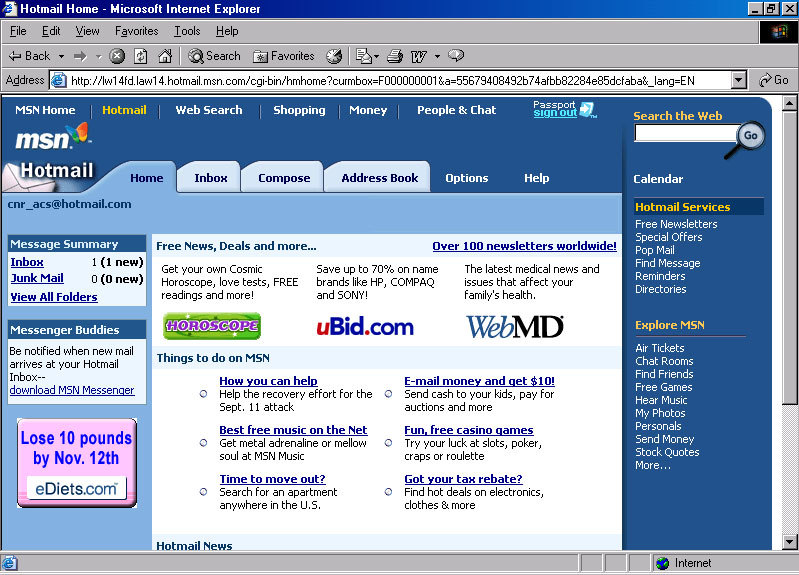 Hotmail Home - Microsoft Internet Explorer
File Edit View Favorites Tools Help
Back Search Favorites
Address http://lw14fd.law14.hotmail.msn.com/cgi-bin/hmhome?curmbox=F000000001&a=55679408492b74afbb82284e85dcfaba&_lang=EN Go
MSN Home Hotmail Web Search Shopping Money People & Chat Passport sign out
msn
Hotmail
Home Inbox Compose Address Book Options Help
cnr_acs@hotmail.com
Message Summary
Inbox 1 (1 new)
Junk Mail 0 (0 new)
View All Folders
Messenger Buddies
Be notified when new mail
arrives at your Hotmail
Inbox--
download MSN Messenger
Lose 10 pounds
by Nov. 12th
eDiets.com
Free News, Deals and more... Over 100 newsletters worldwide!
Get your own Cosmic
Horoscope, love tests, FREE
readings and more!
HOROSCOPE
Save up to 70% on name
brands like HP, COMPAQ
and SONY!
uBid.com
The latest medical news and
issues that affect your
family's health.
WebMD
Things to do on MSN
How you can help
Help the recovery effort for the
Sept. 11 attack
E-mail money and get $10!
Send cash to your kids, pay for
auctions and more
Best free music on the Net
Get metal adrenaline or mellow
soul at MSN Music
Fun, free casino games
Try your luck at slots, poker,
craps or roulette
Time to move out?
Search for an apartment
anywhere in the U.S.
Got your tax rebate?
Find hot deals on electronics,
clothes & more
Hotmail News
Search the Web
Go
Calendar
Hotmail Services
Free Newsletters
Special Offers
Pop Mail
Find Message
Reminders
Directories
Explore MSN
Air Tickets
Chat Rooms
Find Friends
Free Games
Hear Music
My Photos
Personals
Send Money
Stock Quotes
More...
Internet